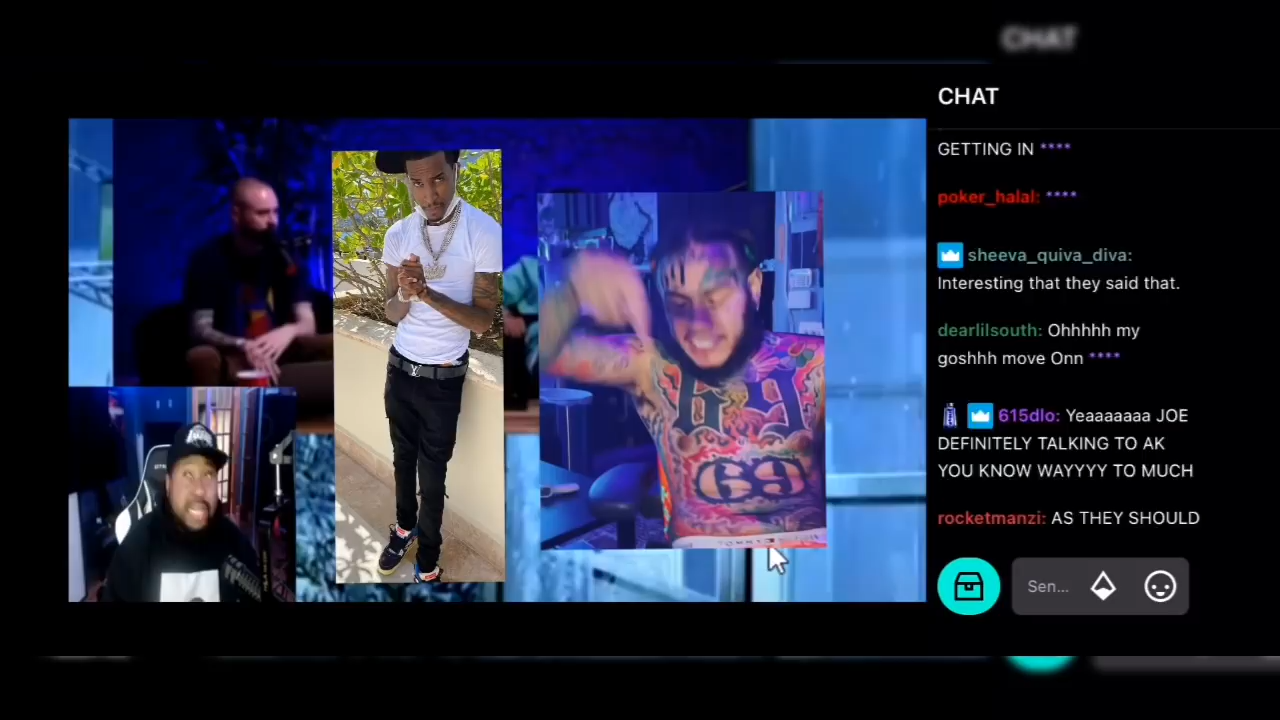 CHAT
CHAT
GETTING IN ****
poker_halal: ****
sheeva_quiva_diva:
Interesting that they said that.
dearlilsouth: Ohhhhh my
goshhh move Onn ****
615dlo: Yeaaaaaaa JOE
DEFINITELY TALKING TO AK
YOU KNOW WAYYYY TO MUCH
rocketmanzi: AS THEY SHOULD
Sen...
69
69